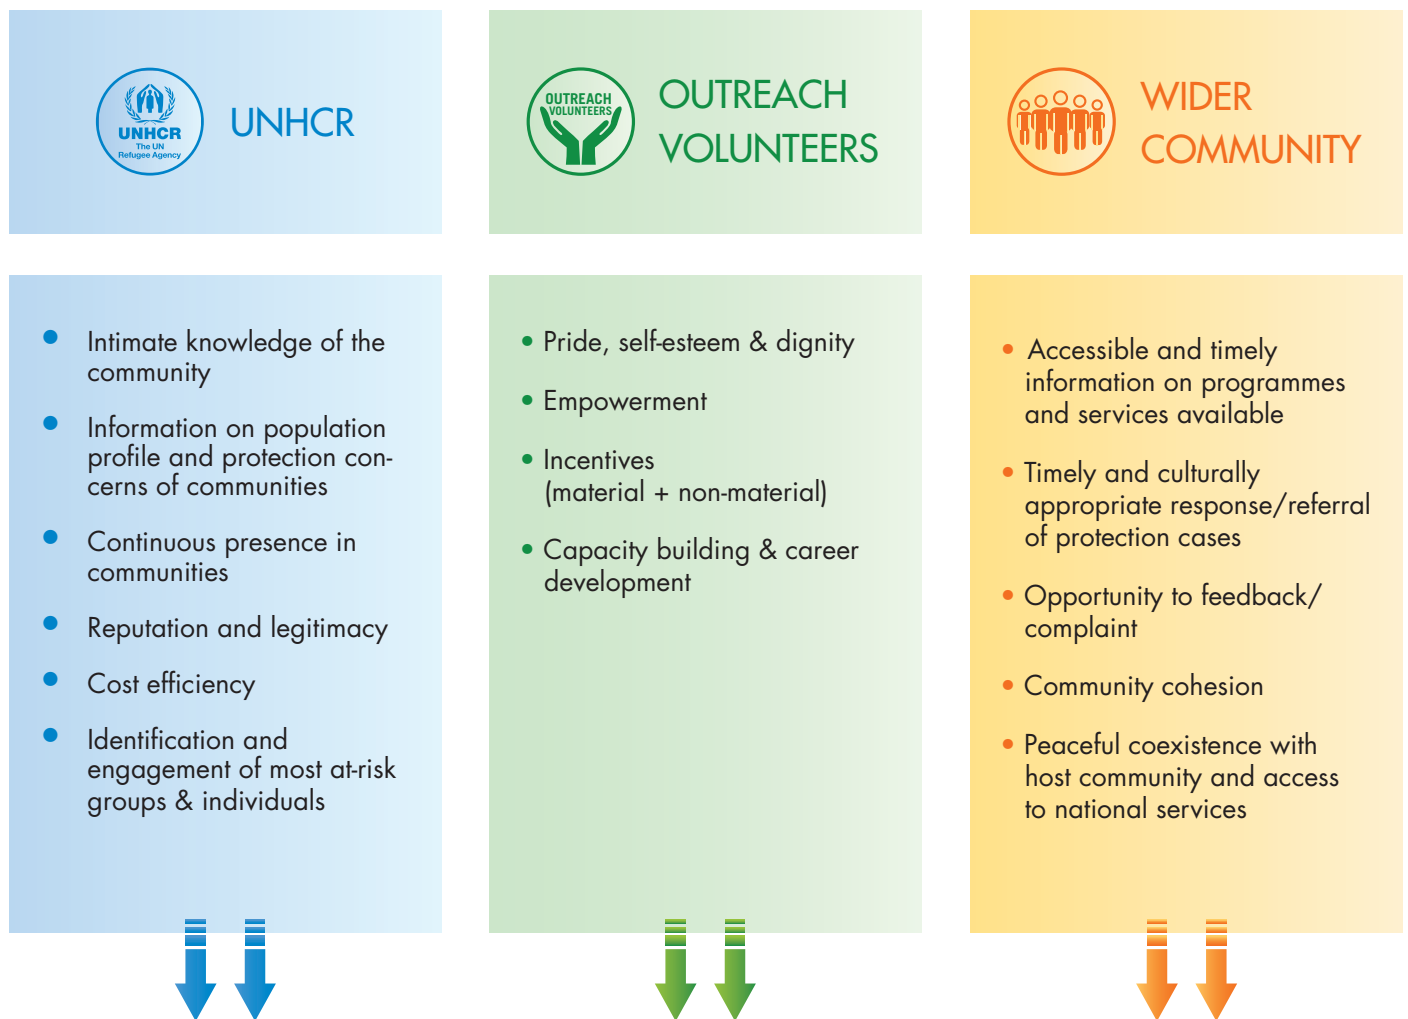 UNHCR
The UN
Refugee Agency
UNHCR
OUTREACH
VOLUNTEERS
OUTREACH
VOLUNTEERS
WIDER
COMMUNITY
• Intimate knowledge of the
community
• Information on population
profile and protection con-
cerns of communities
• Continuous presence in
communities
• Reputation and legitimacy
• Cost efficiency
• Identification and
engagement of most at-risk
groups & individuals
• Pride, self-esteem & dignity
• Empowerment
• Incentives
(material + non-material)
• Capacity building & career
development
• Accessible and timely
information on programmes
and services available
• Timely and culturally
appropriate response/referral
of protection cases
• Opportunity to feedback/
complaint
• Community cohesion
• Peaceful coexistence with
host community and access
to national services